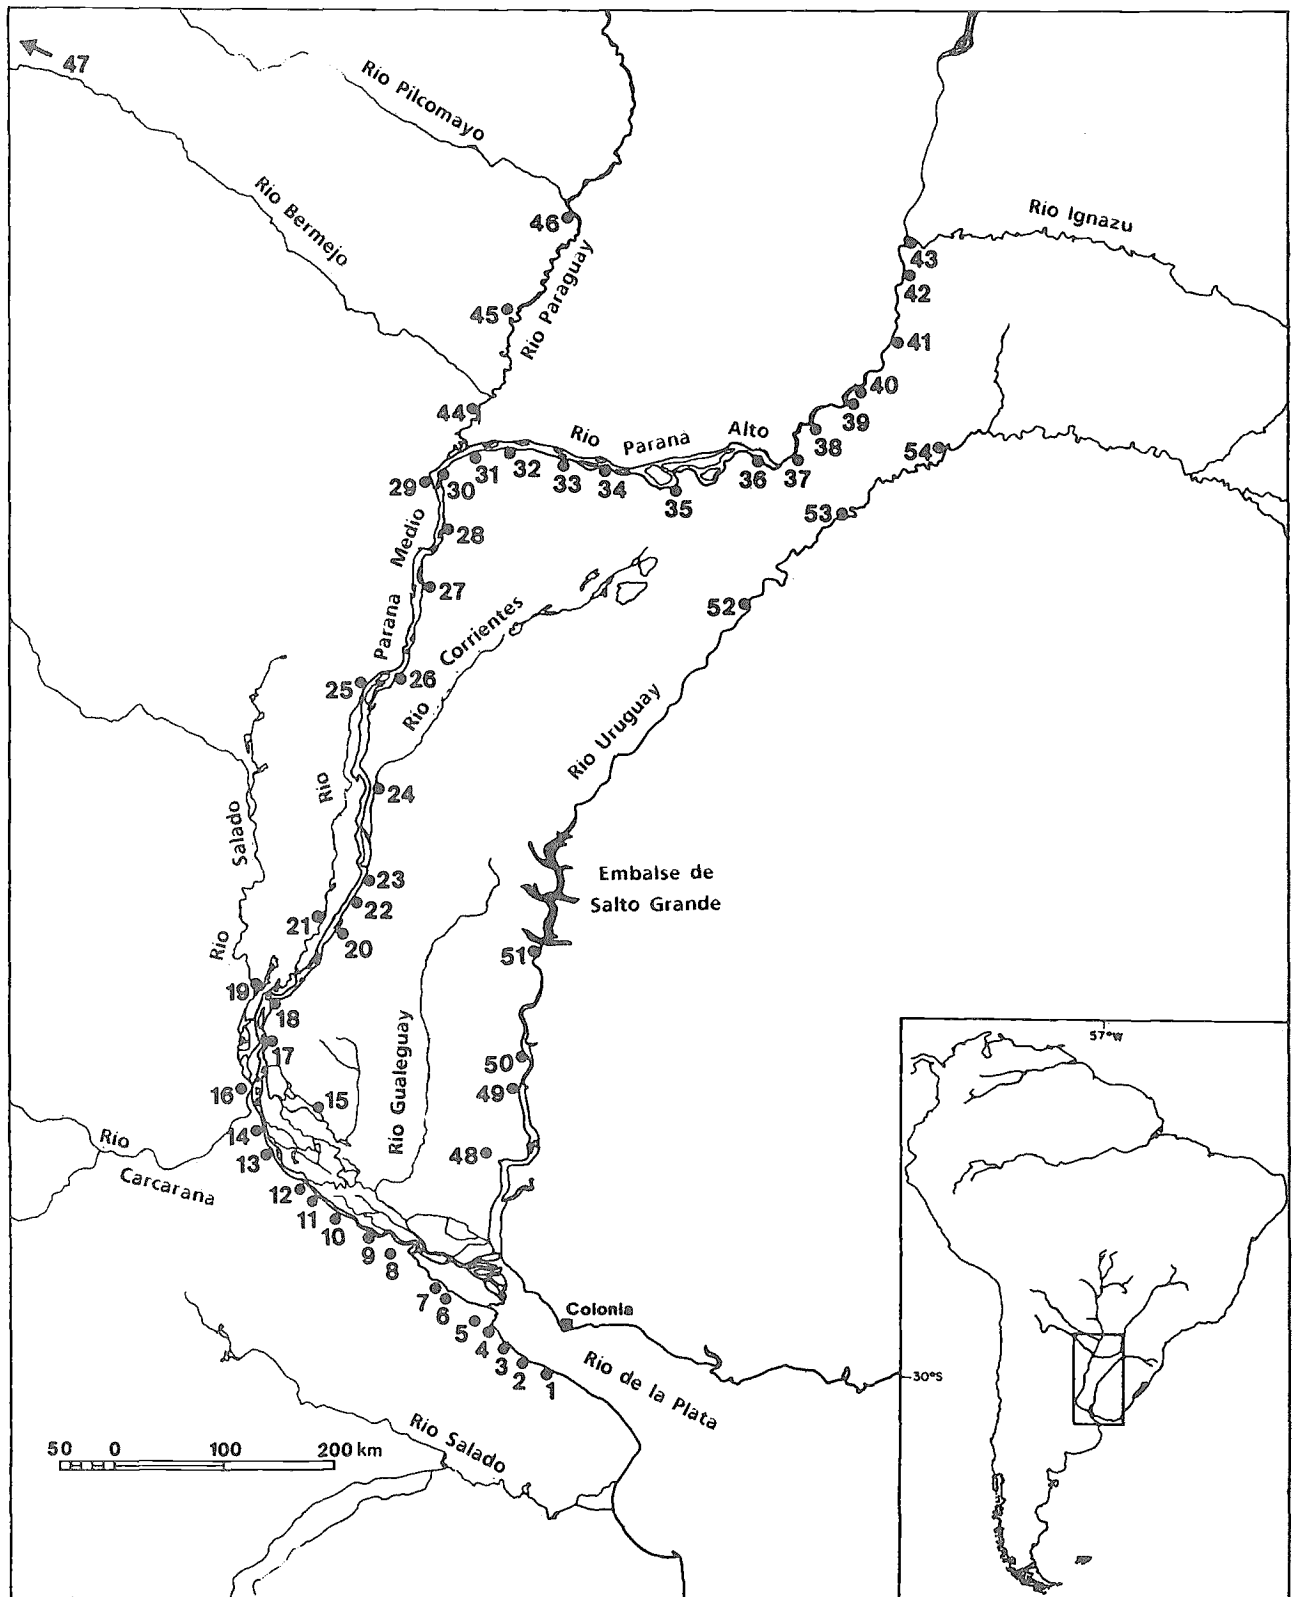 47
Rio Pilcomayo
Rio Bermejo
46
Rio Ignazu
43
42
45
Rio Paraguay
41
40
39
44
38
Rio Parana Alto
54
37
36
35
34
33
32
31
30
29
53
28
27
52
Rio Parana Medio
26
25
Rio Corrientes
Rio Uruguay
24
Rio Salado
23
22
21
20
Embalse de
Salto Grande
51
19
18
17
50
49
16
15
Rio Gualeguay
14
13
48
Rio
Carcarana
12
11
10
9
8
7
6
5
4
3
2
1
Colonia
Rio de la Plata
Rio Salado
50 0 100 200 km
57°W
30°S